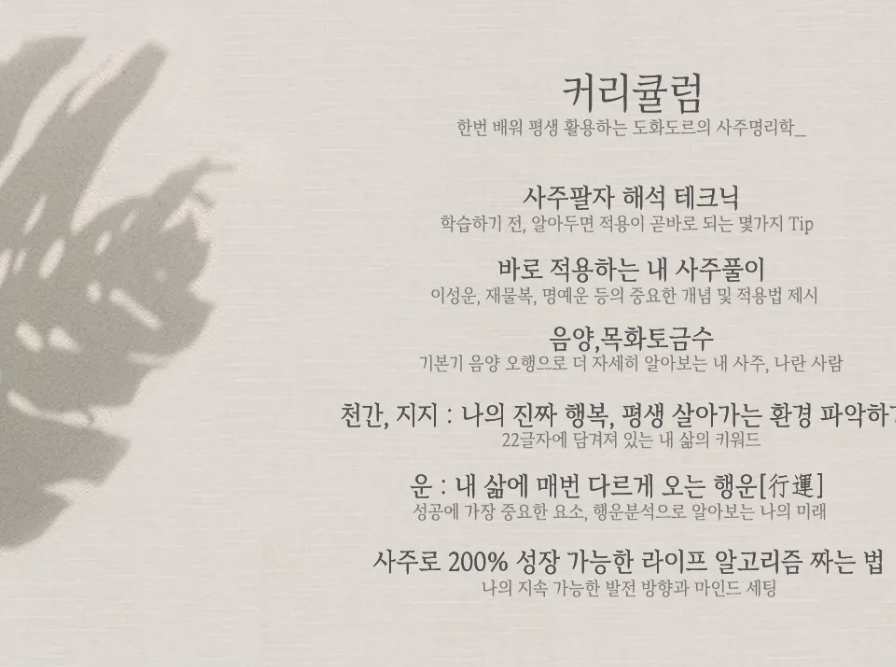 커리큘럼
한번 배워 평생 활용하는 도화도르의 사주명리학_
사주팔자 해석 테크닉
학습하기 전, 알아두면 적용이 곧바로 되는 몇가지 Tip
바로 적용하는 내 사주풀이
이성운, 재물복, 명예운 등의 중요한 개념 및 적용법 제시
음양,목화토금수
기본기 음양 오행으로 더 자세히 알아보는 내 사주, 나란 사람
천간, 지지 : 나의 진짜 행복, 평생 살아가는 환경
22글자에 담겨져 있는 내 삶의 키워드
운 : 내 삶에 매번 다르게 오는 행운[行運]
성공에 가장 중요한 요소, 행운분석으로 알아보는 나의 미래
사주로 200% 성장 가능한 라이프 알고리즘 짜는 법
나의 지속 가능한 발전 방향과 마인드 세팅